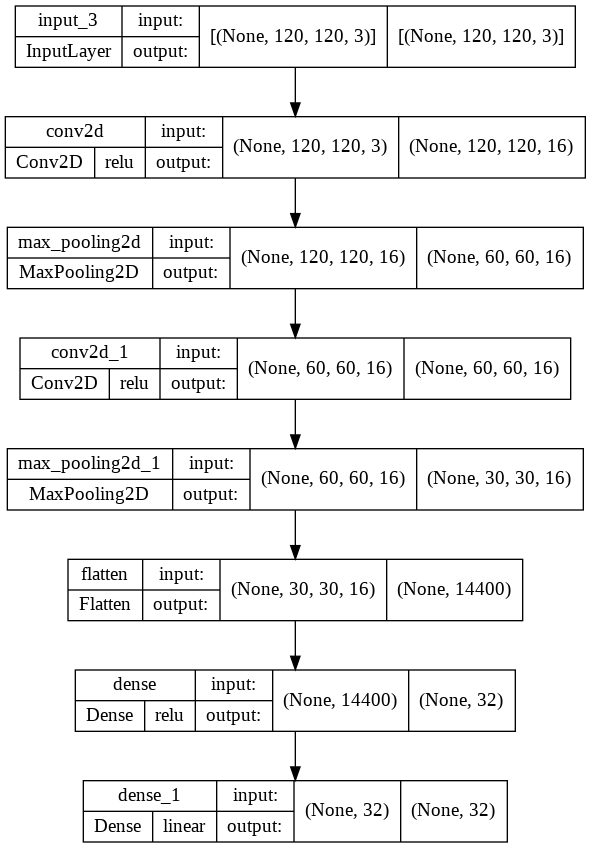 input_3 input: [(None, 120, 120, 3)] [(None, 120, 120, 3)]
InputLayer output:
conv2d input: (None, 120, 120, 3) (None, 120, 120, 16)
Conv2D relu output:
max_pooling2d input: (None, 120, 120, 16) (None, 60, 60, 16)
MaxPooling2D output:
conv2d_1 input: (None, 60, 60, 16) (None, 60, 60, 16)
Conv2D relu output:
max_pooling2d_1 input: (None, 60, 60, 16) (None, 30, 30, 16)
MaxPooling2D output:
flatten input: (None, 30, 30, 16) (None, 14400)
Flatten output:
dense input: (None, 14400) (None, 32)
Dense relu output:
dense_1 input: (None, 32) (None, 32)
Dense linear output: